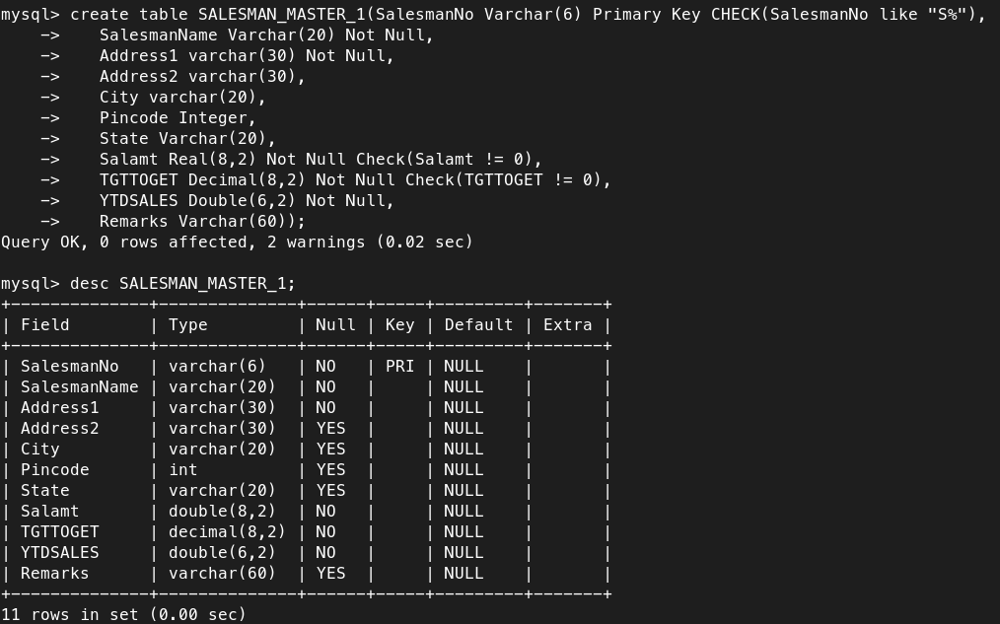 mysql> create table SALESMAN_MASTER_1(SalesmanNo Varchar(6) Primary Key CHECK(SalesmanNo like "S%"),
    ->    SalesmanName Varchar(20) Not Null,
    ->    Address1 varchar(30) Not Null,
    ->    Address2 varchar(30),
    ->    City varchar(20),
    ->    Pincode Integer,
    ->    State Varchar(20),
    ->    Salamt Real(8,2) Not Null Check(Salamt != 0),
    ->    TGTTOGET Decimal(8,2) Not Null Check(TGTTOGET != 0),
    ->    YTDSALES Double(6,2) Not Null,
    ->    Remarks Varchar(60));
Query OK, 0 rows affected, 2 warnings (0.02 sec)

mysql> desc SALESMAN_MASTER_1;
+--------------+--------------+------+-----+---------+-------+
| Field        | Type         | Null | Key | Default | Extra |
+--------------+--------------+------+-----+---------+-------+
| SalesmanNo   | varchar(6)   | NO   | PRI | NULL    |       |
| SalesmanName | varchar(20)  | NO   |     | NULL    |       |
| Address1     | varchar(30)  | NO   |     | NULL    |       |
| Address2     | varchar(30)  | YES  |     | NULL    |       |
| City         | varchar(20)  | YES  |     | NULL    |       |
| Pincode      | int          | YES  |     | NULL    |       |
| State        | varchar(20)  | YES  |     | NULL    |       |
| Salamt       | double(8,2)  | NO   |     | NULL    |       |
| TGTTOGET     | decimal(8,2) | NO   |     | NULL    |       |
| YTDSALES     | double(6,2)  | NO   |     | NULL    |       |
| Remarks      | varchar(60)  | YES  |     | NULL    |       |
+--------------+--------------+------+-----+---------+-------+
11 rows in set (0.00 sec)